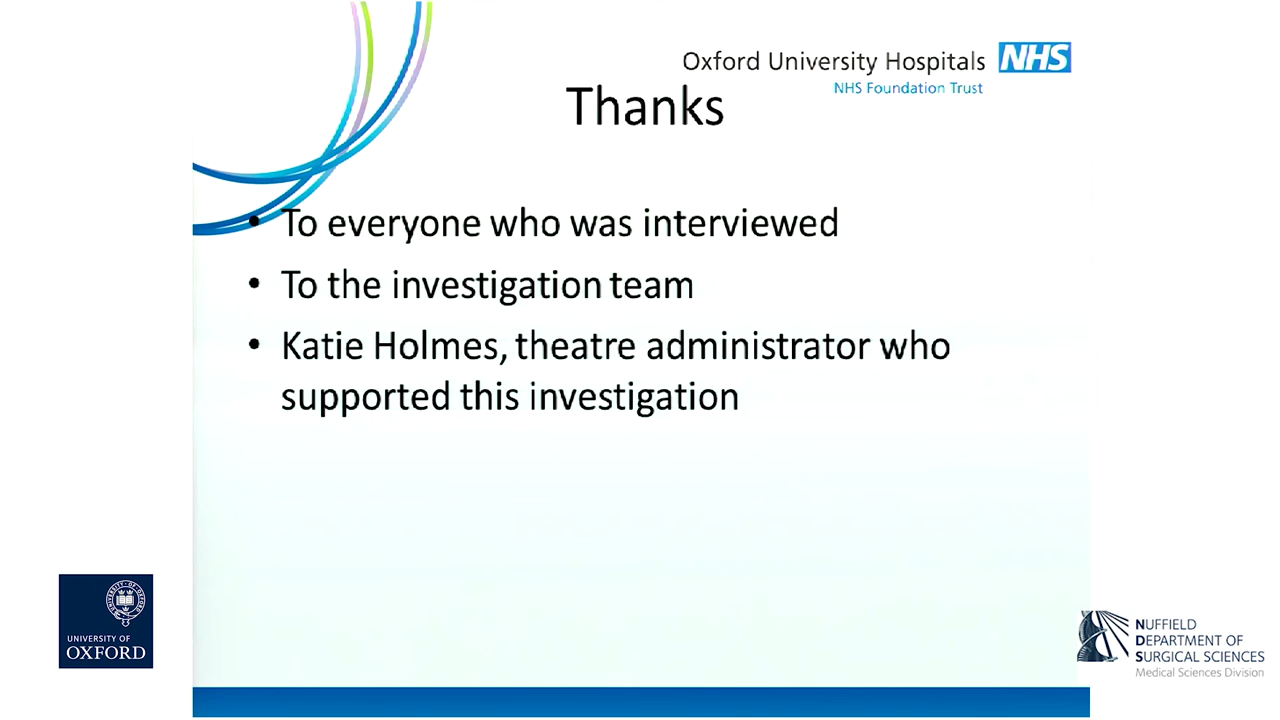 Oxford University Hospitals NHS
NHS Foundation Trust
Thanks
• To everyone who was interviewed
• To the investigation team
• Katie Holmes, theatre administrator who
supported this investigation
UNIVERSITY OF
OXFORD
NUFFIELD
DEPARTMENT OF
SURGICAL SCIENCES
Medical Sciences Division